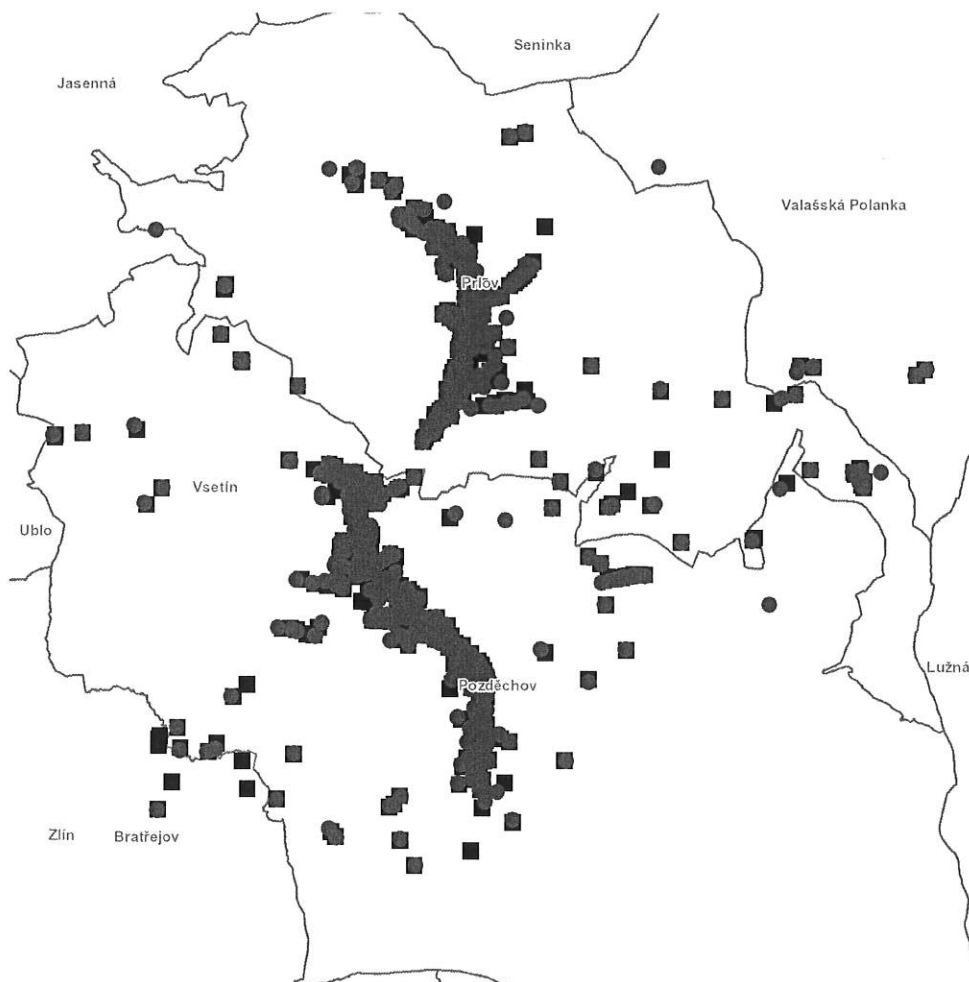 Seninka
Jasenná
Valašská Polanka
Prlov
Vsetín
Ublo
Lužná
Pozděchov
Zlín
Bratřejov